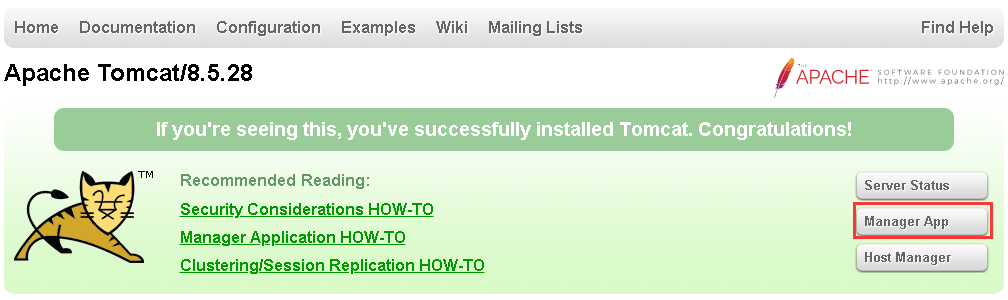 Home Documentation Configuration Examples Wiki Mailing Lists Find Help
Apache Tomcat/8.5.28
THE
APACHE SOFTWARE FOUNDATION
http://www.apache.org/
If you're seeing this, you've successfully installed Tomcat. Congratulations!
TM
Recommended Reading:
Security Considerations HOW-TO
Manager Application HOW-TO
Clustering/Session Replication HOW-TO
Server Status
Manager App
Host Manager